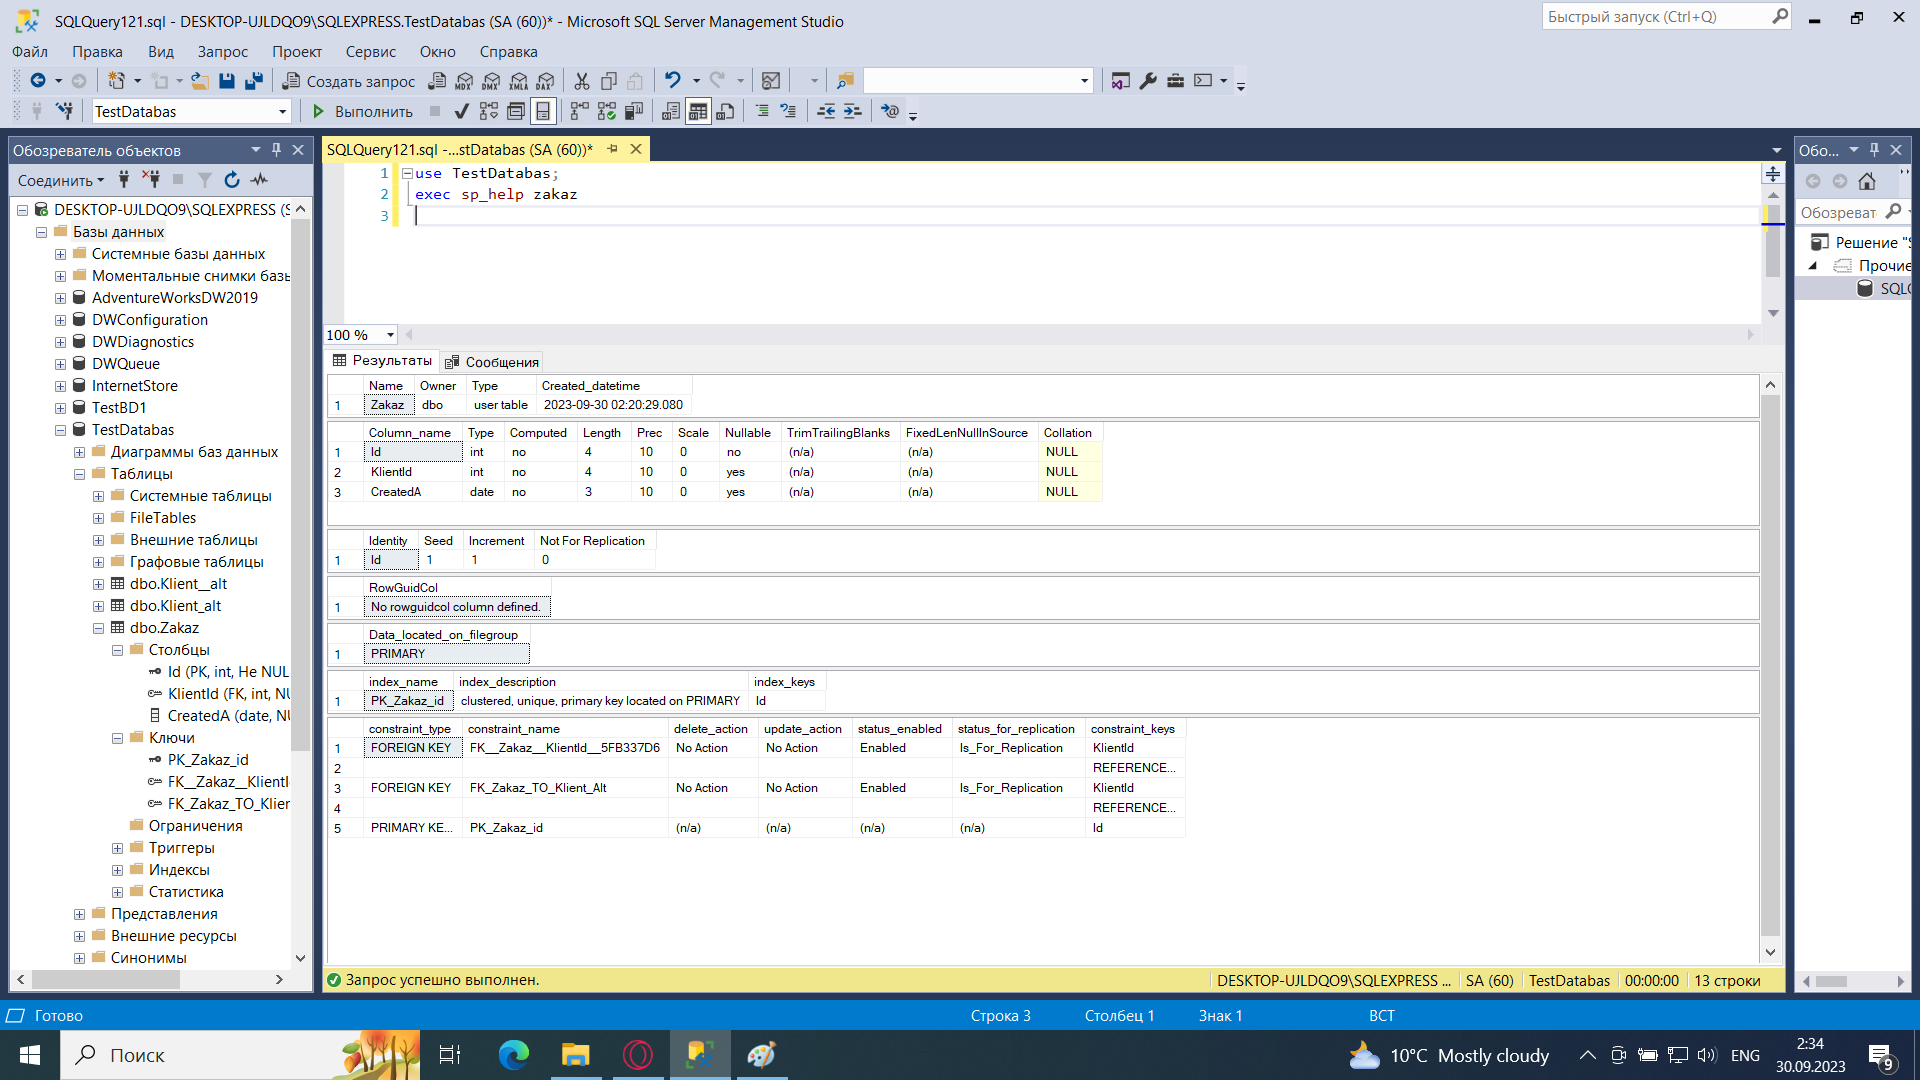 SQLQuery121.sql - DESKTOP-UJLDQO9\SQLEXPRESS.TestDatabas (SA (60))* - Microsoft SQL Server Management Studio
Быстрый запуск (Ctrl+Q)
Файл Правка Вид Запрос Проект Сервис Окно Справка
Создать запрос MDX DMX XMLA DAX
TestDatabas Выполнить
Обозреватель объектов
Соединить
DESKTOP-UJLDQO9\SQLEXPRESS (S
Базы данных
Системные базы данных
Моментальные снимки базы
AdventureWorksDW2019
DWConfiguration
DWDiagnostics
DWQueue
InternetStore
TestBD1
TestDatabas
Диаграммы баз данных
Таблицы
Системные таблицы
FileTables
Внешние таблицы
Графовые таблицы
dbo.Klient__alt
dbo.Klient_alt
dbo.Zakaz
Столбцы
Id (PK, int, Не NUL
KlientId (FK, int, NU
CreatedA (date, NU
Ключи
PK_Zakaz_id
FK__Zakaz__KlientI
FK_Zakaz_TO_Klier
Ограничения
Триггеры
Индексы
Статистика
Представления
Внешние ресурсы
Синонимы
SQLQuery121.sql -...stDatabas (SA (60))*
1 use TestDatabas;
2 exec sp_help zakaz
3
100 %
Результаты Сообщения
Name Owner Type Created_datetime
1 Zakaz dbo user table 2023-09-30 02:20:29.080
Column_name Type Computed Length Prec Scale Nullable TrimTrailingBlanks FixedLenNullInSource Collation
1 Id int no 4 10 0 no (n/a) (n/a) NULL
2 KlientId int no 4 10 0 yes (n/a) (n/a) NULL
3 CreatedA date no 3 10 0 yes (n/a) (n/a) NULL
Identity Seed Increment Not For Replication
1 Id 1 1 0
RowGuidCol
1 No rowguidcol column defined.
Data_located_on_filegroup
1 PRIMARY
index_name index_description index_keys
1 PK_Zakaz_id clustered, unique, primary key located on PRIMARY Id
constraint_type constraint_name delete_action update_action status_enabled status_for_replication constraint_keys
1 FOREIGN KEY FK__Zakaz__KlientId__5FB337D6 No Action No Action Enabled Is_For_Replication KlientId
2 REFERENCE...
3 FOREIGN KEY FK_Zakaz_TO_Klient_Alt No Action No Action Enabled Is_For_Replication KlientId
4 REFERENCE...
5 PRIMARY KE... PK_Zakaz_id (n/a) (n/a) (n/a) (n/a) Id
Запрос успешно выполнен. DESKTOP-UJLDQO9\SQLEXPRESS ... SA (60) TestDatabas 00:00:00 13 строки
Обо...
Обозреват
Решение "S
Прочие
SQLQ
Готово Строка 3 Столбец 1 Знак 1 ВСТ
Поиск
10°C Mostly cloudy ENG 2:34
30.09.2023
9